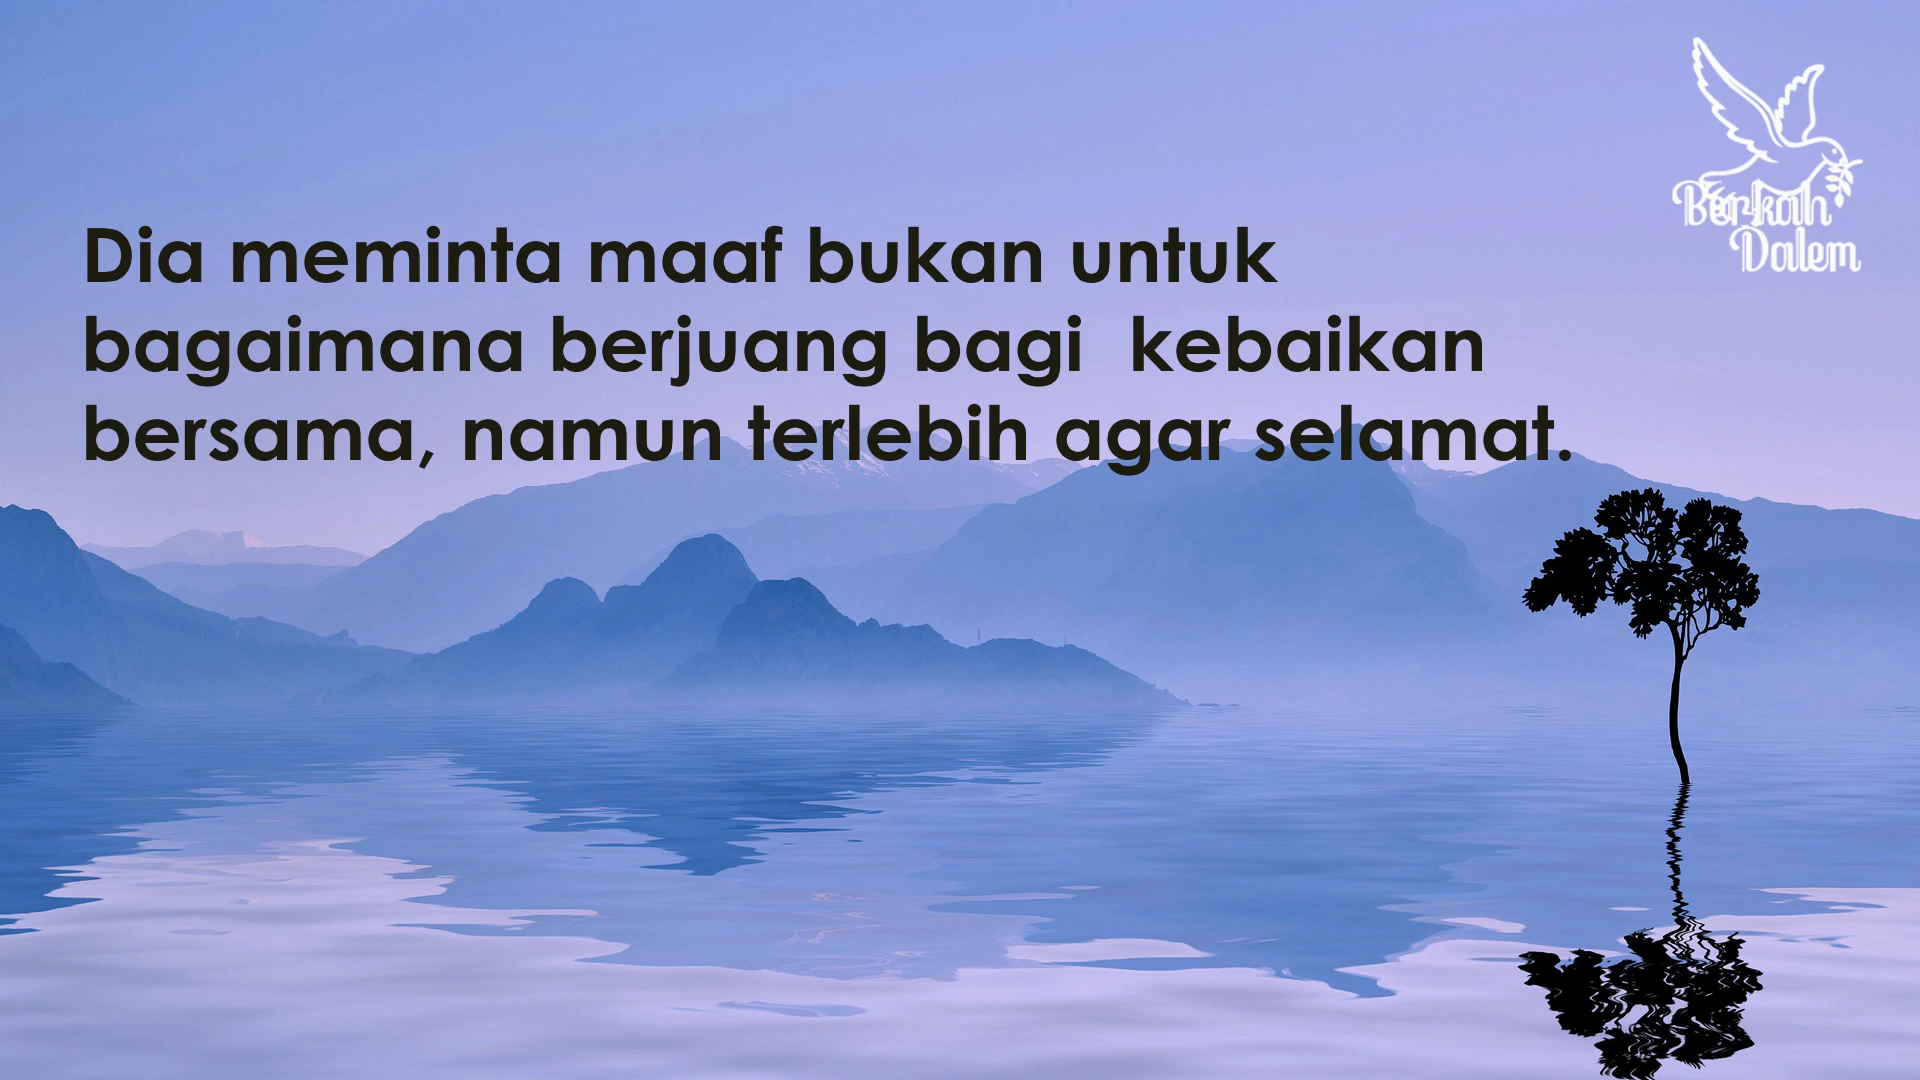 Berkah
Dalem
Dia meminta maaf bukan untuk
bagaimana berjuang bagi  kebaikan
bersama, namun terlebih agar selamat.